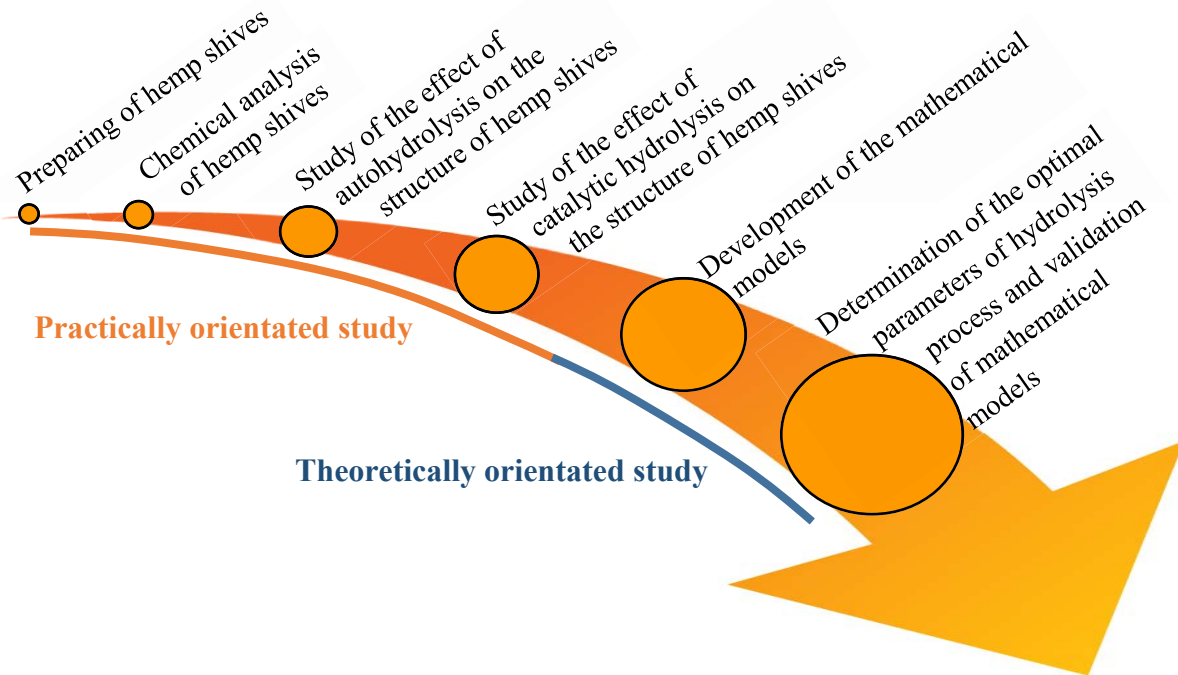 Preparing of hemp shives
Chemical analysis
of hemp shives
Study of the effect of
autohydrolysis on the
structure of hemp shives
Study of the effect of
catalytic hydrolysis on
the structure of hemp shives
Development of the mathematical
models
Determination of the optimal
parameters of hydrolysis
process and validation
of mathematical
models
Practically orientated study
Theoretically orientated study